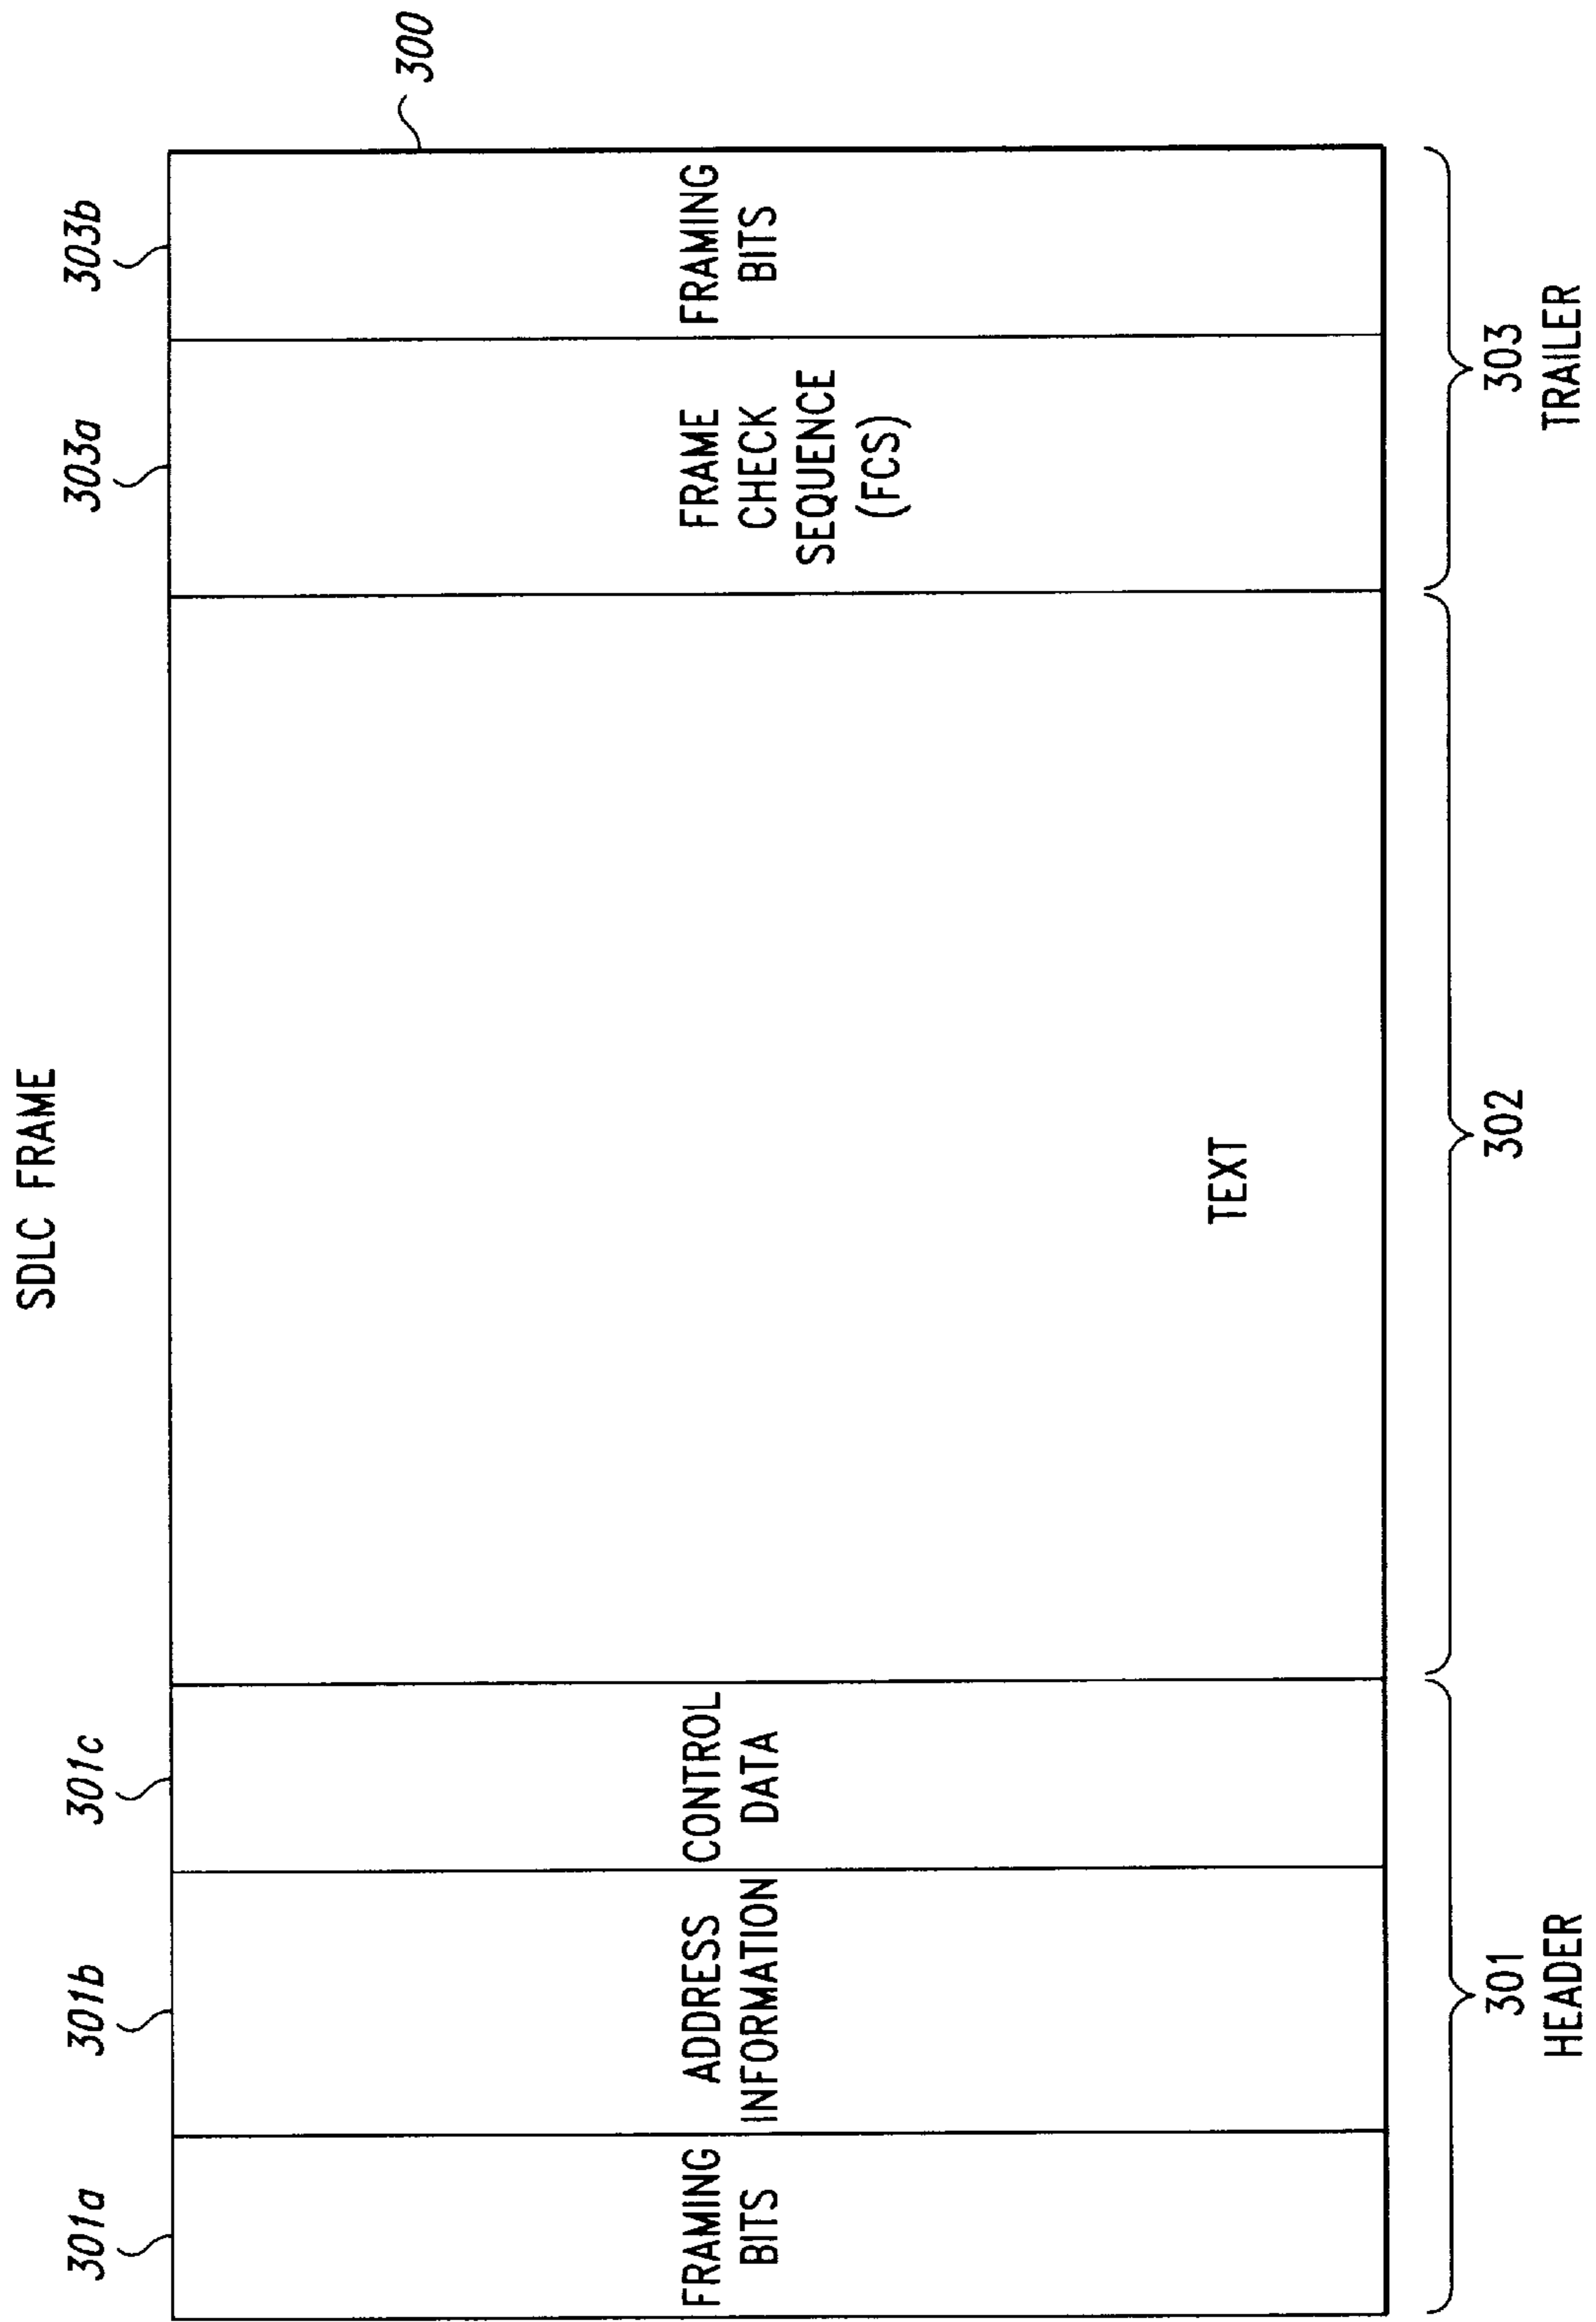 SDLC FRAME
301a
301b
301c
303a
303b
300
FRAMING
BITS
ADDRESS
INFORMATION
CONTROL
DATA
TEXT
FRAME
CHECK
SEQUENCE
(FCS)
FRAMING
BITS
301
HEADER
302
303
TRAILER